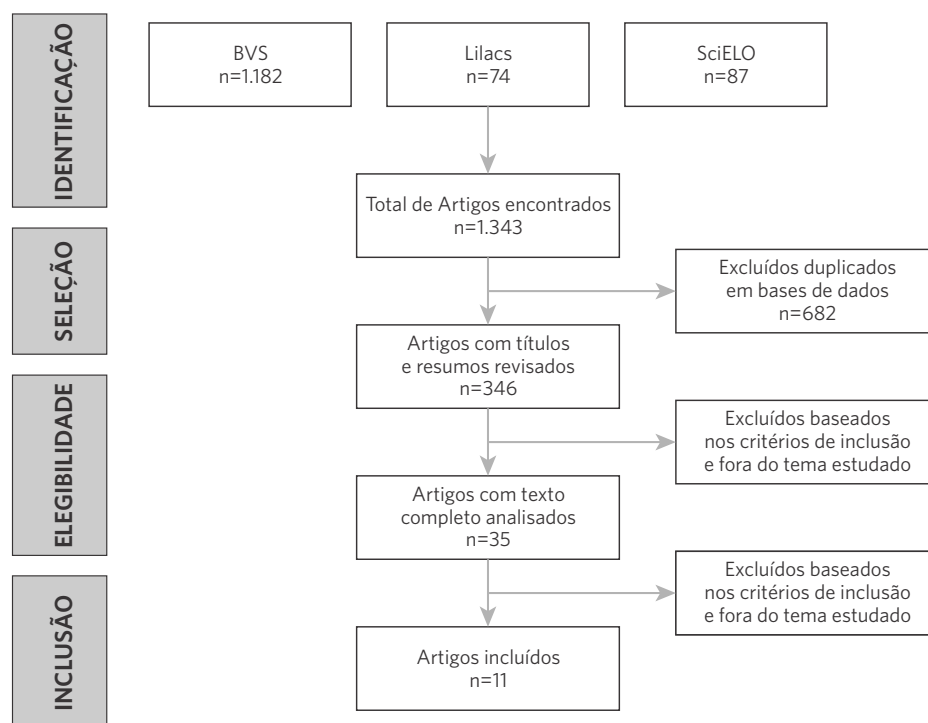 IDENTIFICAÇÃO
BVS
n=1.182
Lilacs
n=74
SciELO
n=87
Total de Artigos encontrados
n=1.343
SELEÇÃO
Excluídos duplicados
em bases de dados
n=682
Artigos com títulos
e resumos revisados
n=346
ELEGIBILIDADE
Excluídos baseados
nos critérios de inclusão
e fora do tema estudado
Artigos com texto
completo analisados
n=35
Excluídos baseados
nos critérios de inclusão
e fora do tema estudado
INCLUSÃO
Artigos incluídos
n=11